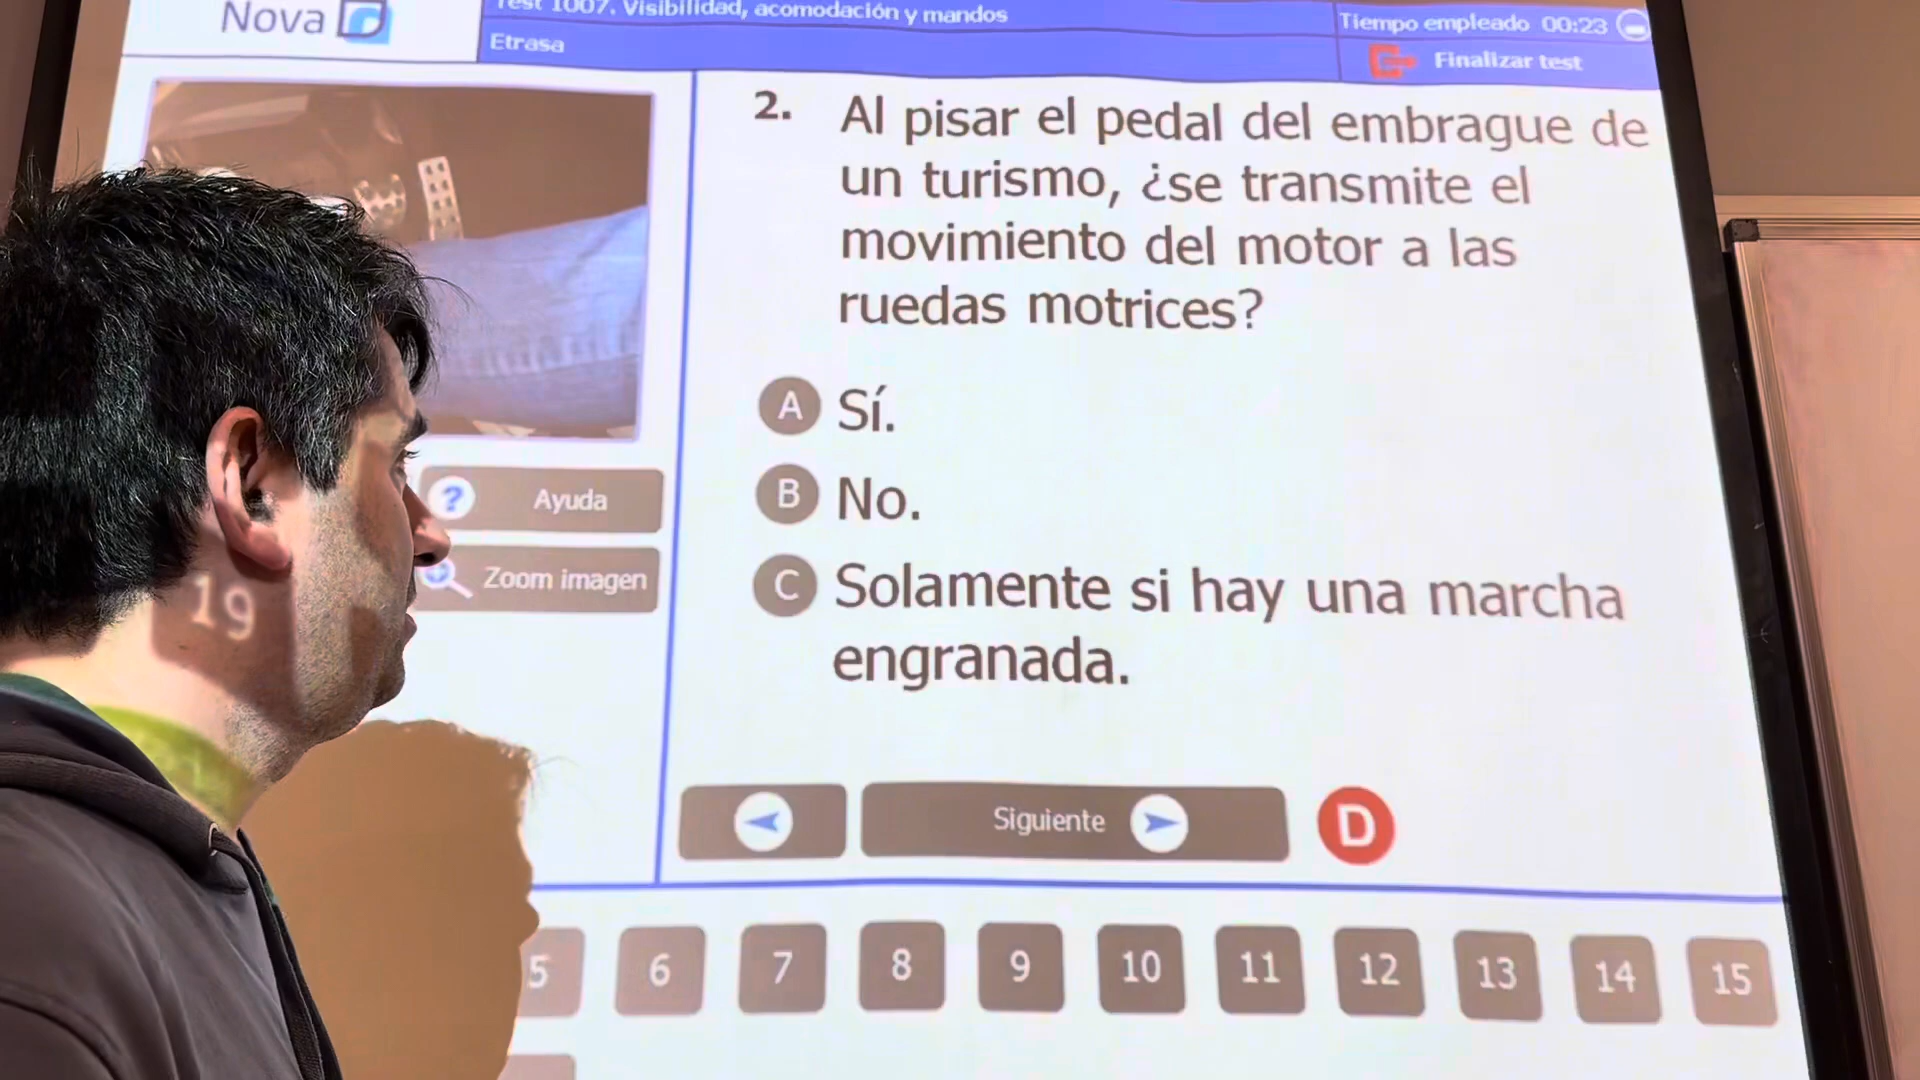 Nova
Test 1007. Visibilidad, acomodación y mandos
Etrasa
Tiempo empleado 00:23
Finalizar test
2. Al pisar el pedal del embrague de
un turismo, ¿se transmite el
movimiento del motor a las
ruedas motrices?
A Sí.
B No.
C Solamente si hay una marcha
engranada.
? Ayuda
Zoom imagen
19
Siguiente
D
5 6 7 8 9 10 11 12 13 14 15